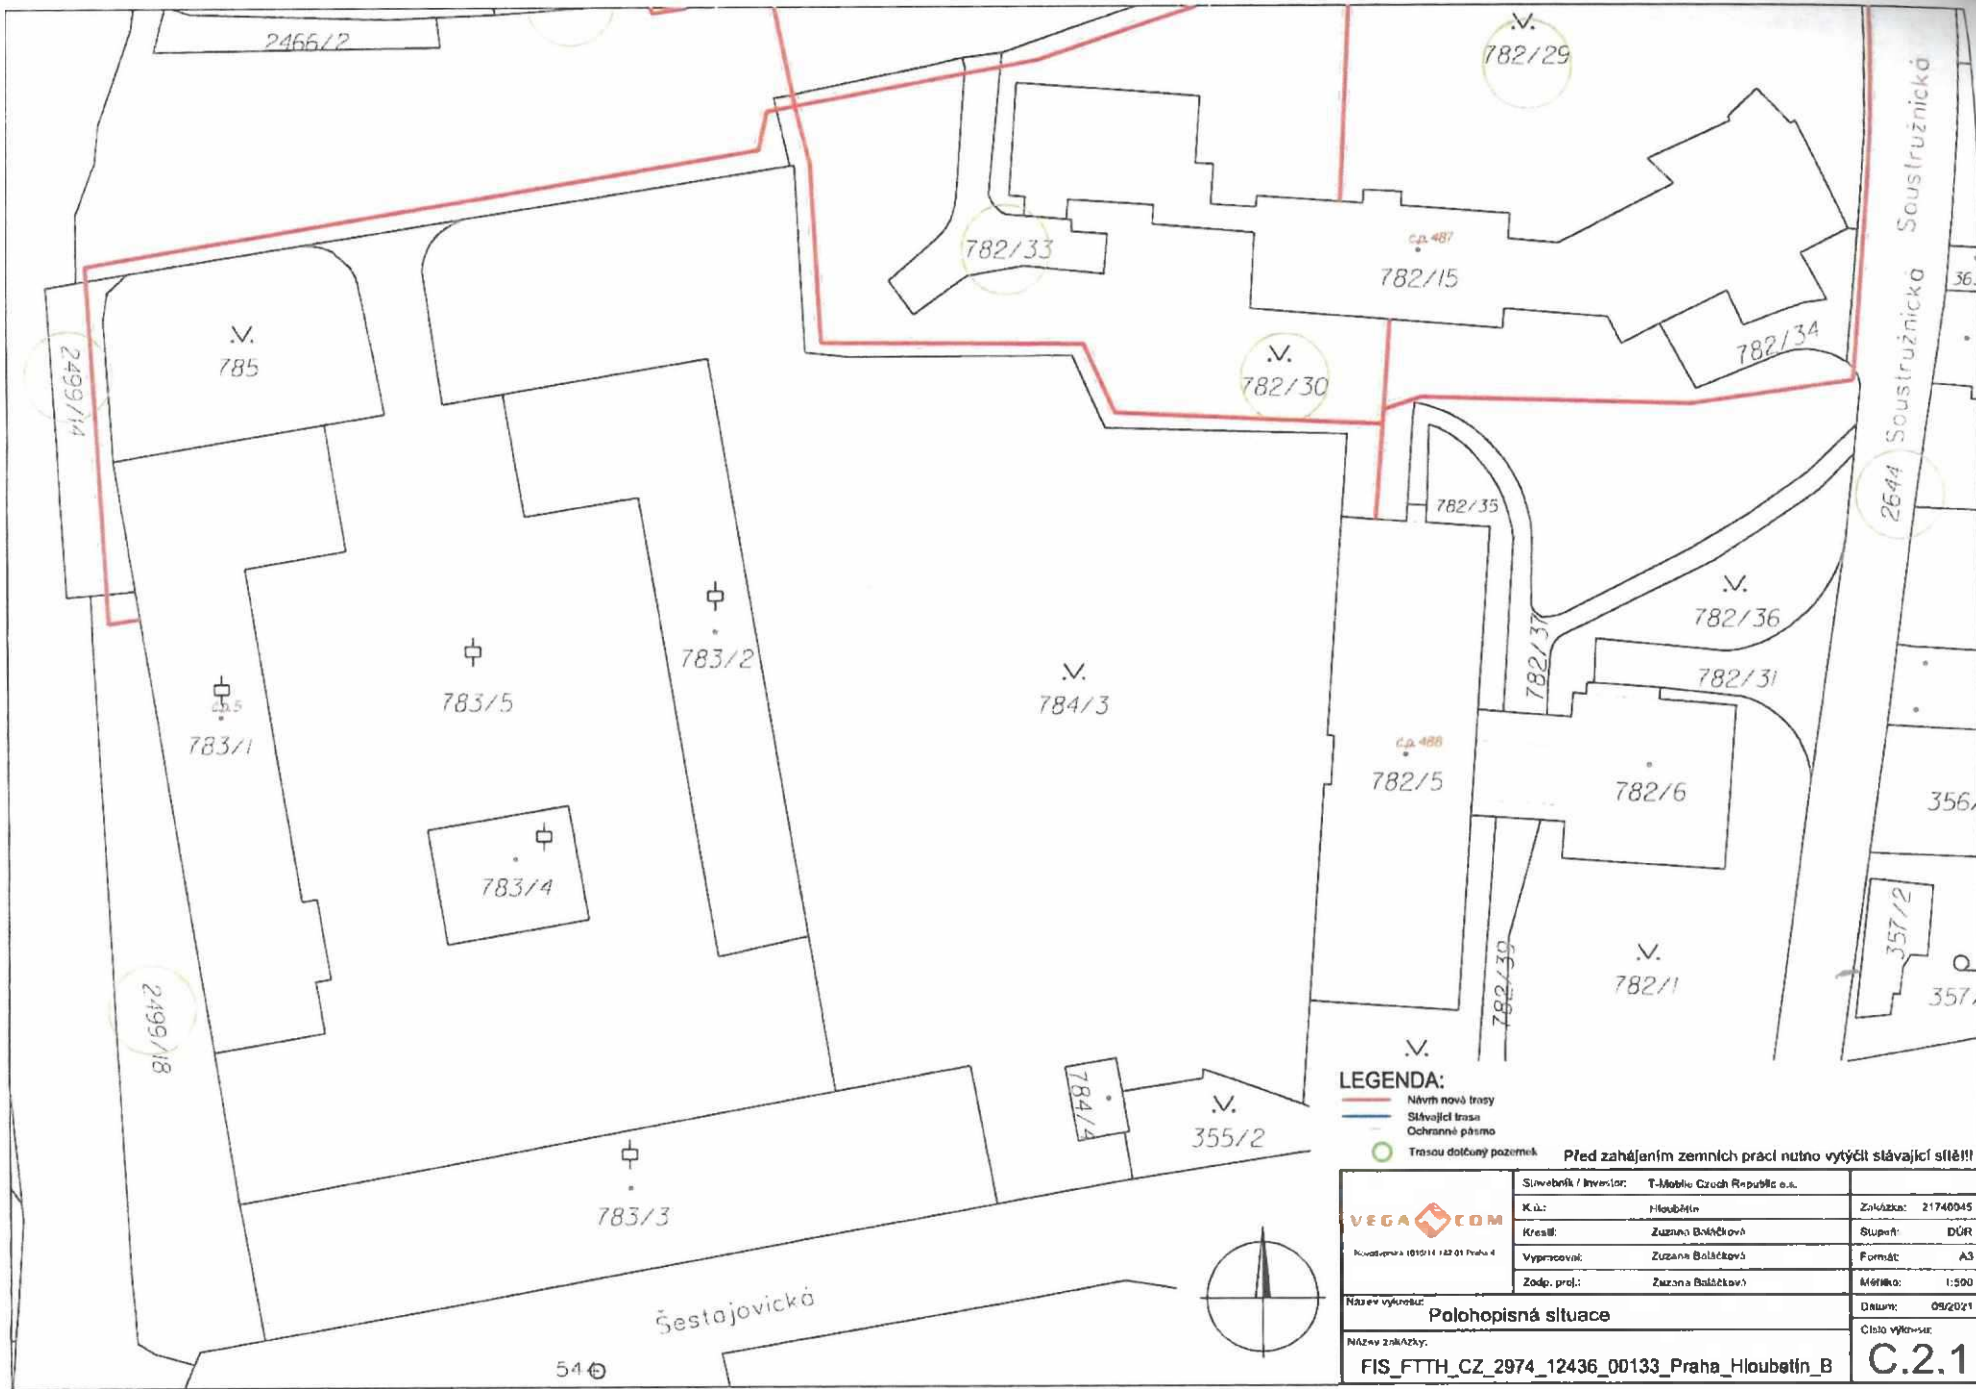 2466/2
782/29
Soustružnická
782/33
č.p. 487
782/15
782/34
Soustružnická
785
2499/14
782/30
2644
782/35
782/36
782/37
782/31
783/2
783/5
č.p.5
783/1
784/3
č.p. 488
782/5
782/6
356/
783/4
357/2
357/
782/39
782/1
2499/18
784/4
355/2
783/3
Šestajovická
544
LEGENDA:
Návrh nové trasy
Stávající trasa
Ochranné pásmo
Trasou dotčený pozemek
Před zahájením zemních prací nutno vytýčit stávající sítě!!!
VEGACOM
Stavebník / Investor: T-Mobile Czech Republic a.s.
K.ú.: Hloubětín
Zakázka: 21740045
Kreslil: Zuzana Baláčková
Stupeň: DÚR
Vypracoval: Zuzana Baláčková
Formát: A3
Zodp. proj.: Zuzana Baláčková
Měřítko: 1:500
Název výkresu:
Polohopisná situace
Datum: 09/2021
Název zakázky:
FIS_FTTH_CZ_2974_12436_00133_Praha_Hloubetin_B
Číslo výkresu:
C.2.1